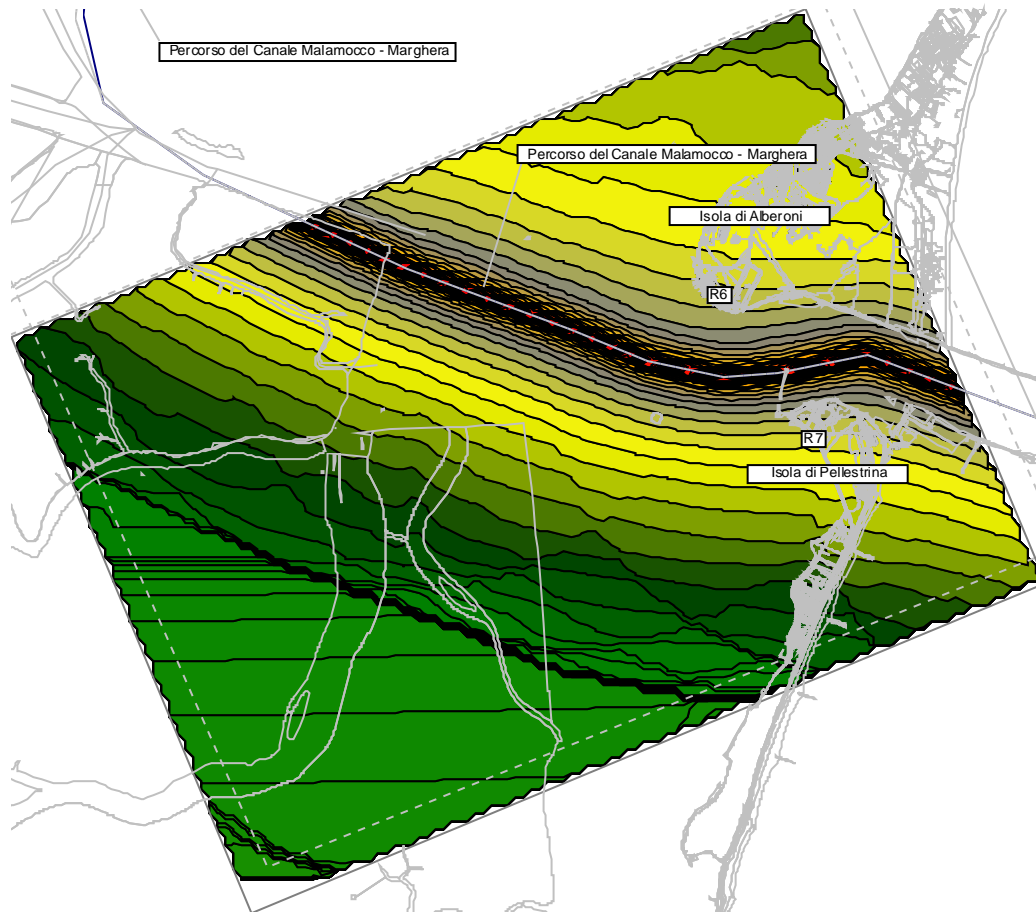 Percorso del Canale Malamocco - Marghera
Percorso del Canale Malamocco - Marghera
Isola di Alberoni
R6
R7
Isola di Pellestrina